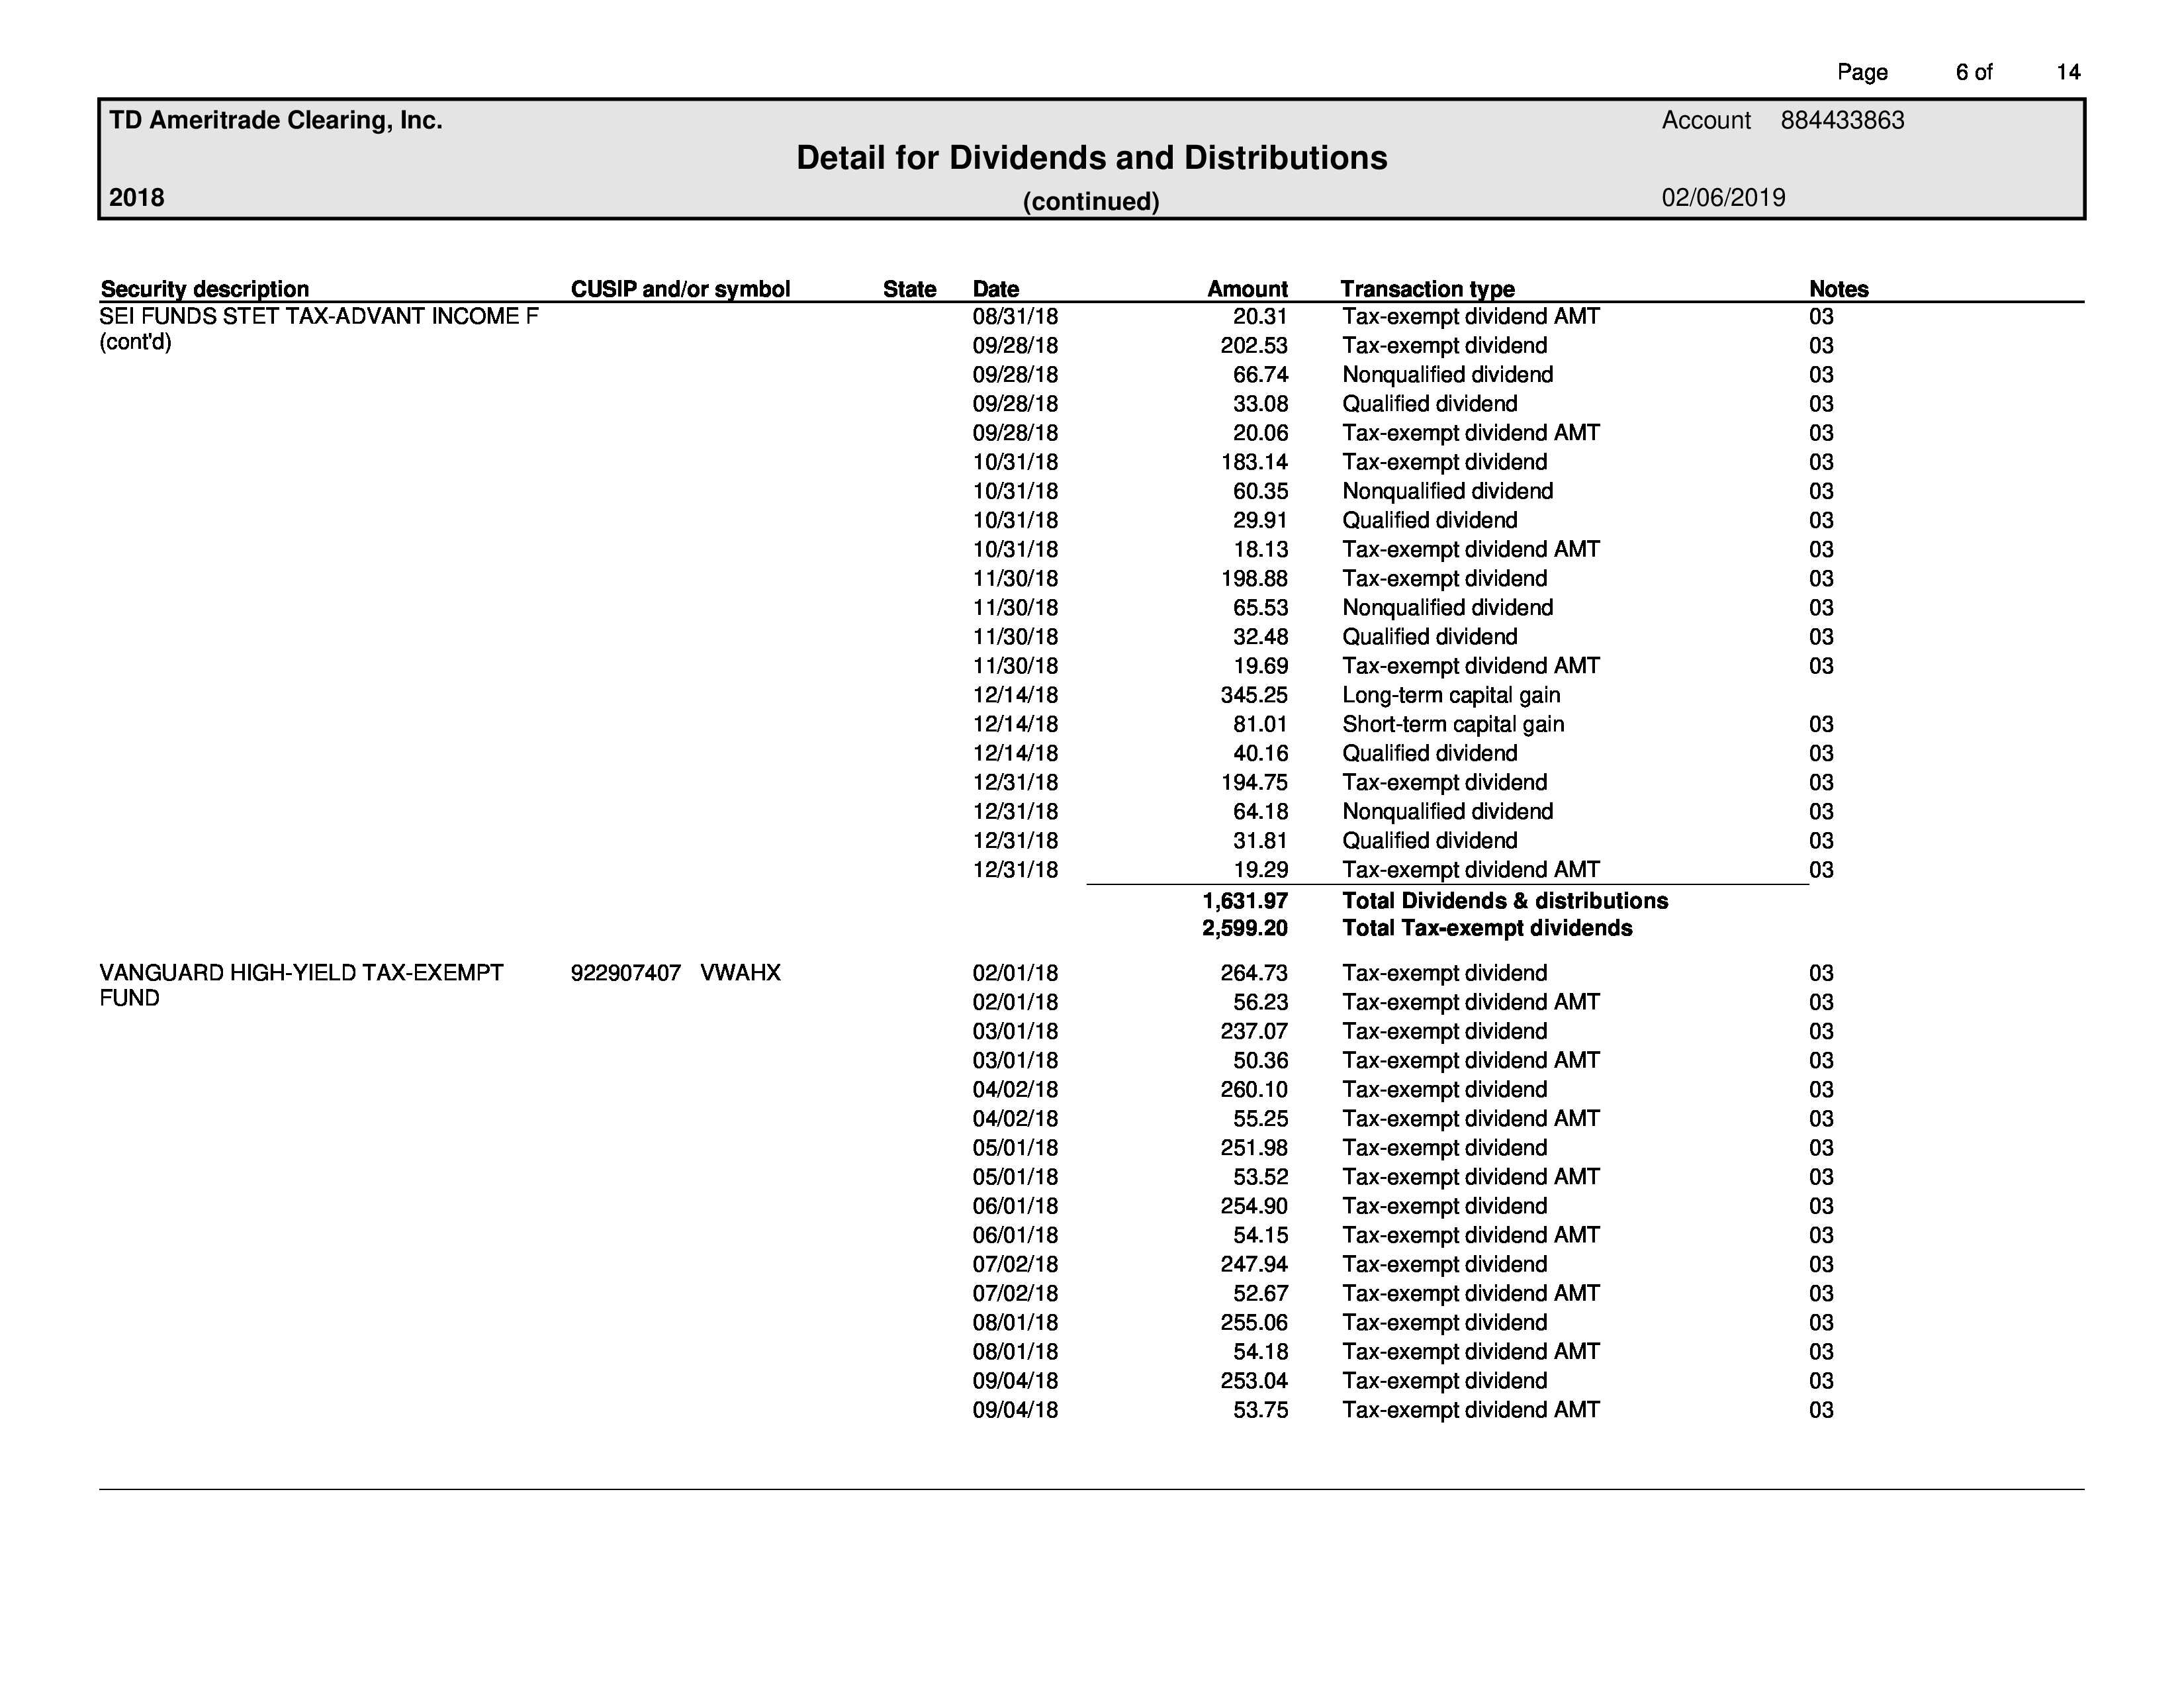 Page 6 of 14
TD Ameritrade Clearing, Inc. Account 884433863
Detail for Dividends and Distributions
2018 (continued) 02/06/2019
Security description CUSIP and/or symbol State Date Amount Transaction type Notes
SEI FUNDS STET TAX-ADVANT INCOME F 08/31/18 20.31 Tax-exempt dividend AMT 03
(cont'd) 09/28/18 202.53 Tax-exempt dividend 03
09/28/18 66.74 Nonqualified dividend 03
09/28/18 33.08 Qualified dividend 03
09/28/18 20.06 Tax-exempt dividend AMT 03
10/31/18 183.14 Tax-exempt dividend 03
10/31/18 60.35 Nonqualified dividend 03
10/31/18 29.91 Qualified dividend 03
10/31/18 18.13 Tax-exempt dividend AMT 03
11/30/18 198.88 Tax-exempt dividend 03
11/30/18 65.53 Nonqualified dividend 03
11/30/18 32.48 Qualified dividend 03
11/30/18 19.69 Tax-exempt dividend AMT 03
12/14/18 345.25 Long-term capital gain
12/14/18 81.01 Short-term capital gain 03
12/14/18 40.16 Qualified dividend 03
12/31/18 194.75 Tax-exempt dividend 03
12/31/18 64.18 Nonqualified dividend 03
12/31/18 31.81 Qualified dividend 03
12/31/18 19.29 Tax-exempt dividend AMT 03
1,631.97 Total Dividends & distributions
2,599.20 Total Tax-exempt dividends
VANGUARD HIGH-YIELD TAX-EXEMPT 922907407 VWAHX 02/01/18 264.73 Tax-exempt dividend 03
FUND 02/01/18 56.23 Tax-exempt dividend AMT 03
03/01/18 237.07 Tax-exempt dividend 03
03/01/18 50.36 Tax-exempt dividend AMT 03
04/02/18 260.10 Tax-exempt dividend 03
04/02/18 55.25 Tax-exempt dividend AMT 03
05/01/18 251.98 Tax-exempt dividend 03
05/01/18 53.52 Tax-exempt dividend AMT 03
06/01/18 254.90 Tax-exempt dividend 03
06/01/18 54.15 Tax-exempt dividend AMT 03
07/02/18 247.94 Tax-exempt dividend 03
07/02/18 52.67 Tax-exempt dividend AMT 03
08/01/18 255.06 Tax-exempt dividend 03
08/01/18 54.18 Tax-exempt dividend AMT 03
09/04/18 253.04 Tax-exempt dividend 03
09/04/18 53.75 Tax-exempt dividend AMT 03